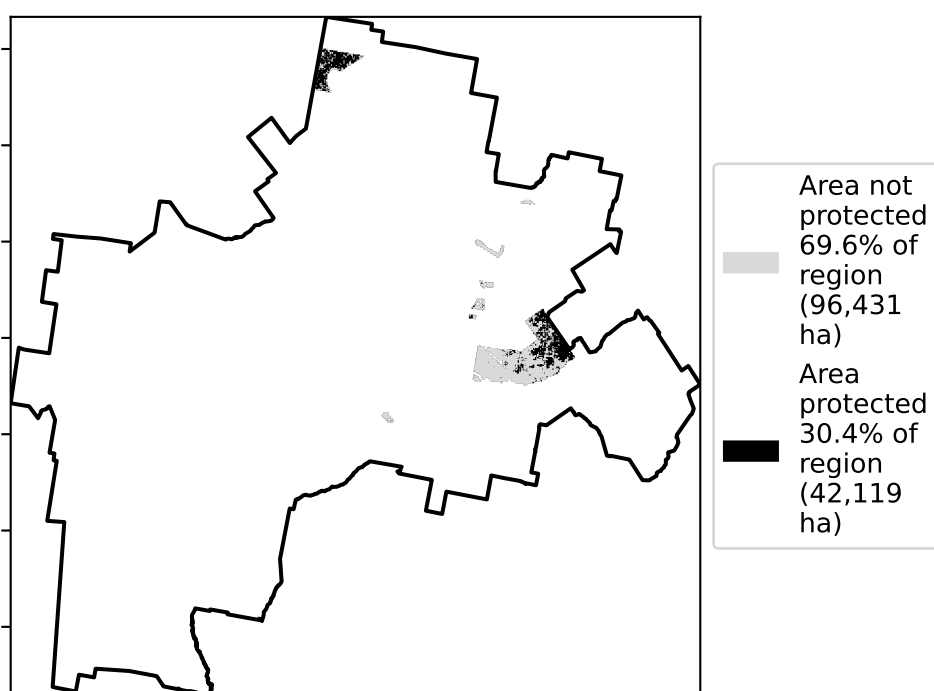 Area not
protected
69.6% of
region
(96,431
ha)
Area
protected
30.4% of
region
(42,119
ha)